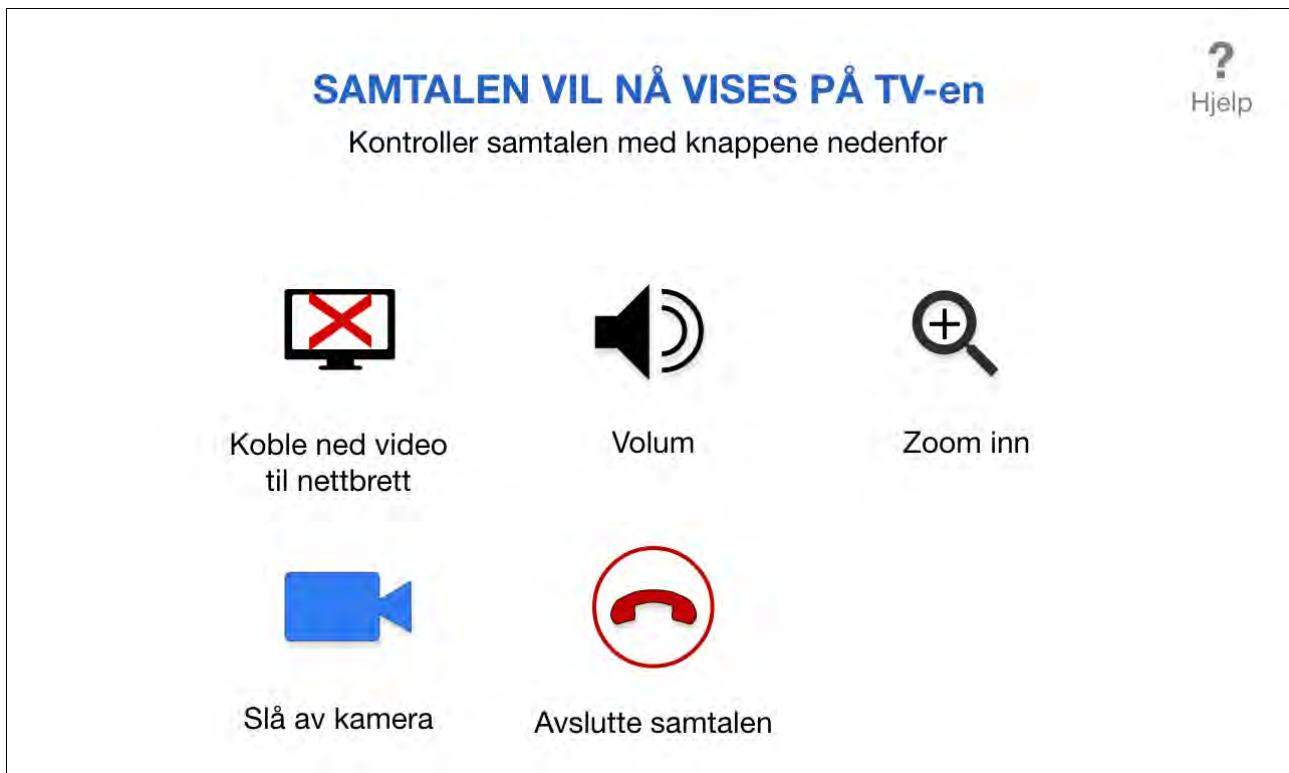 SAMTALEN VIL NÅ VISES PÅ TV-en
?
Hjelp
Kontroller samtalen med knappene nedenfor
Koble ned video
til nettbrett
Volum
Zoom inn
Slå av kamera
Avslutte samtalen